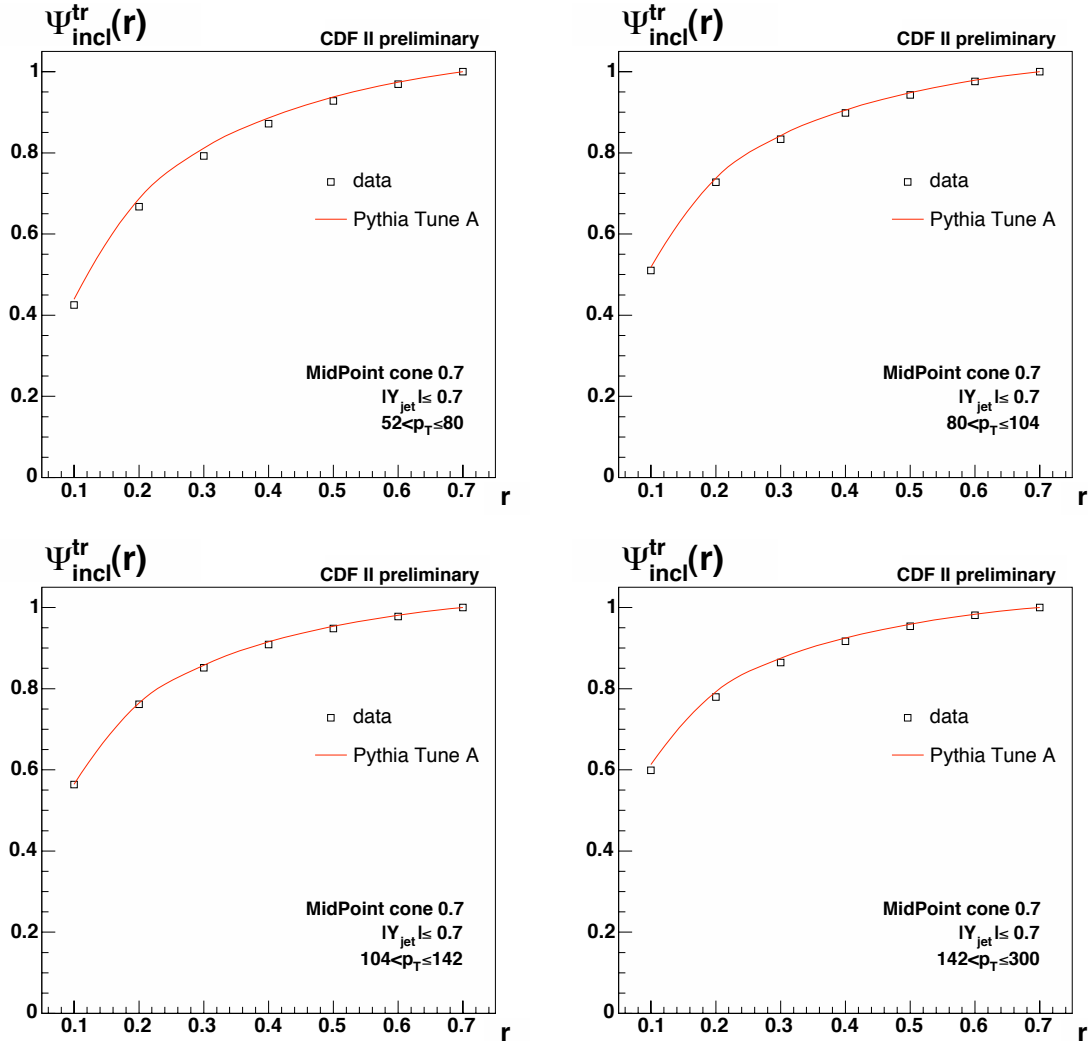 Ψ^tr_incl(r)
CDF II preliminary
1
0.8
0.6
0.4
0.2
0
data
Pythia Tune A
MidPoint cone 0.7
|Y_jet|≤ 0.7
52<p_T≤80
0.1 0.2 0.3 0.4 0.5 0.6 0.7
r
Ψ^tr_incl(r)
CDF II preliminary
1
0.8
0.6
0.4
0.2
0
data
Pythia Tune A
MidPoint cone 0.7
|Y_jet|≤ 0.7
80<p_T≤104
0.1 0.2 0.3 0.4 0.5 0.6 0.7
r
Ψ^tr_incl(r)
CDF II preliminary
1
0.8
0.6
0.4
0.2
0
data
Pythia Tune A
MidPoint cone 0.7
|Y_jet|≤ 0.7
104<p_T≤142
0.1 0.2 0.3 0.4 0.5 0.6 0.7
r
Ψ^tr_incl(r)
CDF II preliminary
1
0.8
0.6
0.4
0.2
0
data
Pythia Tune A
MidPoint cone 0.7
|Y_jet|≤ 0.7
142<p_T≤300
0.1 0.2 0.3 0.4 0.5 0.6 0.7
r